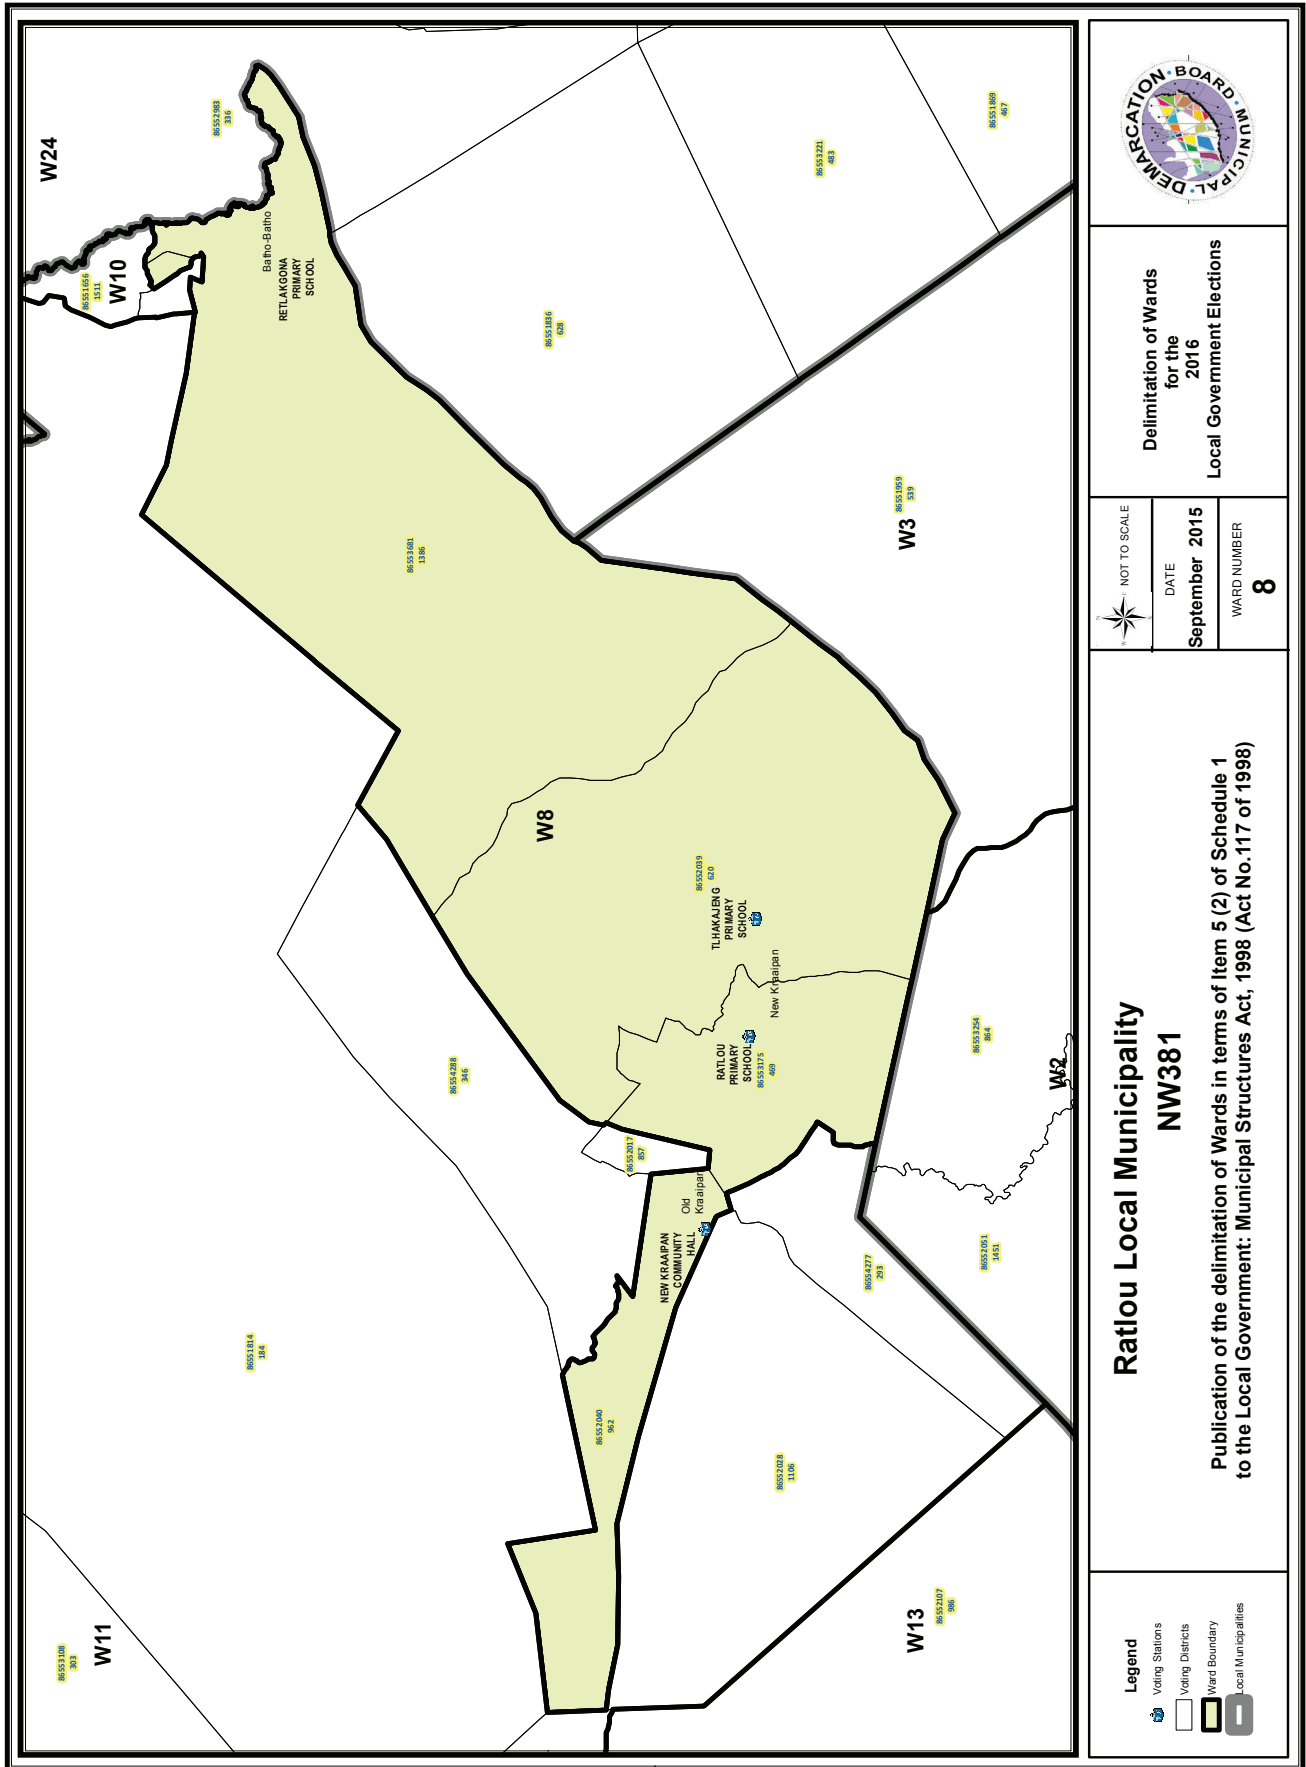 W24
86552983
336
86551656
1511
W10
Batho-Batho
RETLAKGONA
PRIMARY
SCHOOL
86551869
467
86553221
483
86551836
628
86551959
539
W3
86553681
1386
W8
86552039
620
TLHAKAJENG
PRIMARY
SCHOOL
New Kraaipan
RATLOU
PRIMARY
SCHOOL
86553175
469
86554288
346
86552017
857
Old
Kraaipan
NEW KRAAIPAN
COMMUNITY
HALL
86553254
864
W2
86552051
1451
86554277
293
86551814
184
86552040
962
86552028
1106
W13
86552107
986
W11
86553108
303
Legend
Voting Stations
Voting Districts
Ward Boundary
Local Municipalities
Ratlou Local Municipality
NW381
Publication of the delimitation of Wards in terms of Item 5 (2) of Schedule 1
to the Local Government: Municipal Structures Act, 1998 (Act No.117 of 1998)
NOT TO SCALE
DATE
September 2015
WARD NUMBER
8
Delimitation of Wards
for the
2016
Local Government Elections
MUNICIPAL • DEMARCATION • BOARD •